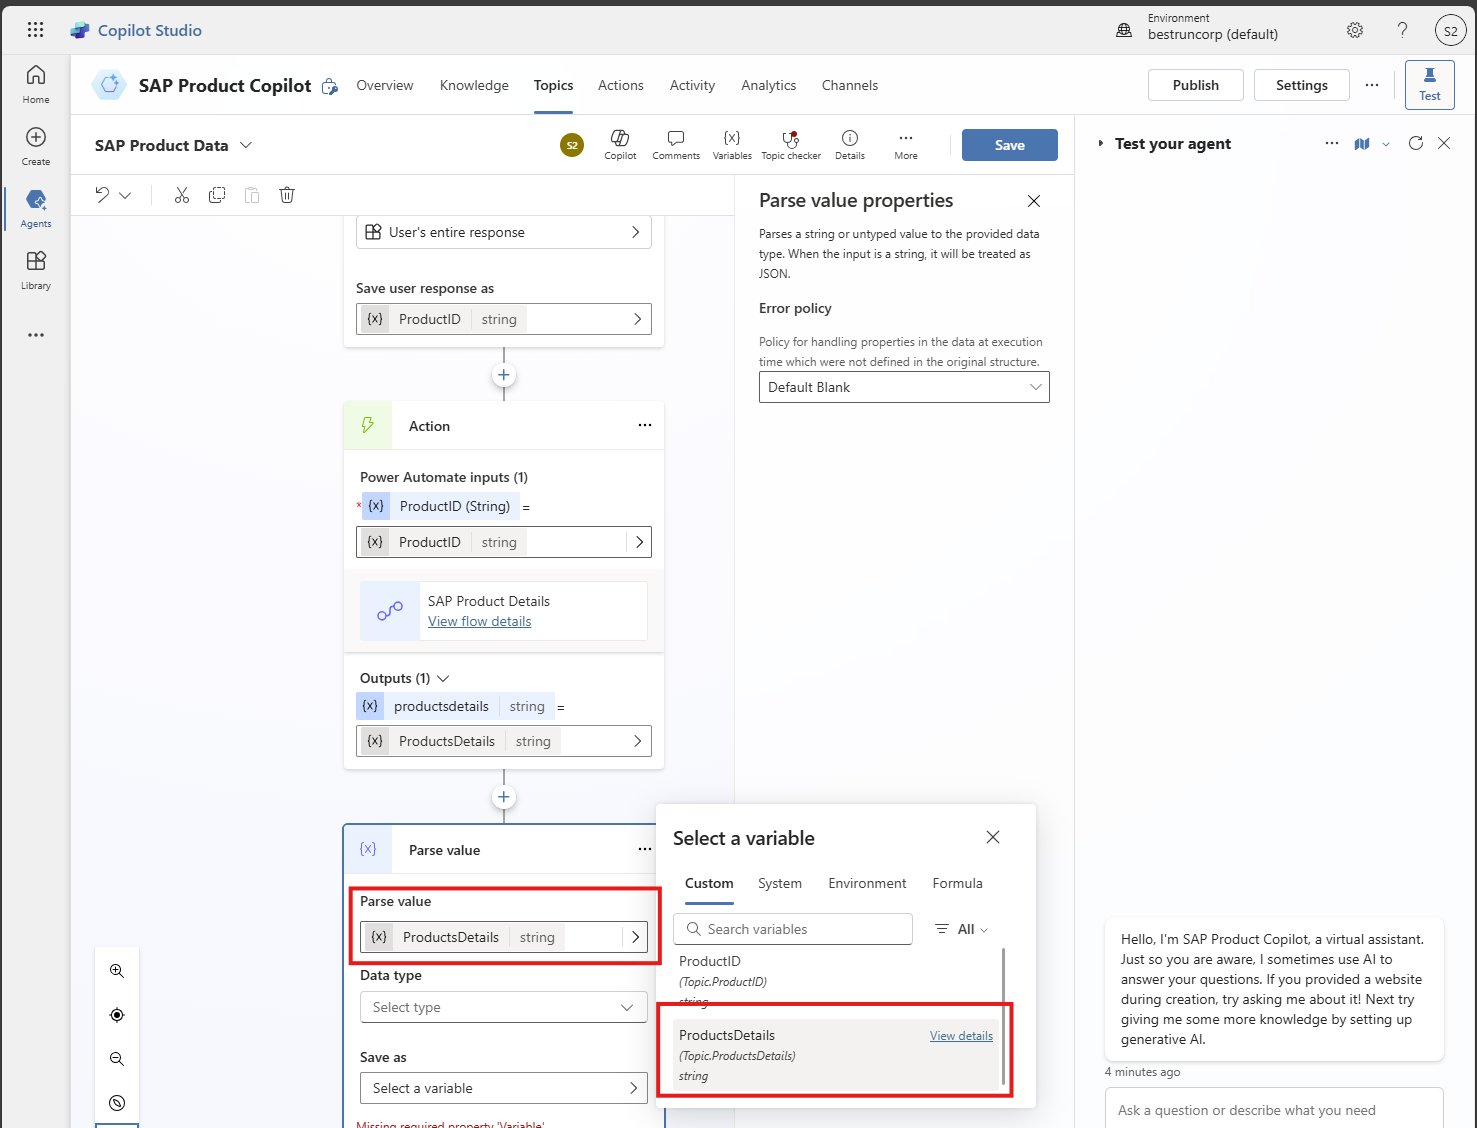 Copilot Studio
Environment
bestruncorp (default)
S2
Home
Create
Agents
Library
SAP Product Copilot
Overview
Knowledge
Topics
Actions
Activity
Analytics
Channels
Publish
Settings
Test
SAP Product Data
S2
Copilot
Comments
{x}
Variables
Topic checker
Details
More
Save
User's entire response
Save user response as
{x} ProductID string
Action
Power Automate inputs (1)
* {x} ProductID (String) =
{x} ProductID string
SAP Product Details
View flow details
Outputs (1)
{x} productsdetails string =
{x} ProductsDetails string
{x} Parse value
Parse value
{x} ProductsDetails string
Data type
Select type
Save as
Select a variable
Missing required property 'Variable'
Parse value properties
Parses a string or untyped value to the provided data
type. When the input is a string, it will be treated as
JSON.
Error policy
Policy for handling properties in the data at execution
time which were not defined in the original structure.
Default Blank
Select a variable
Custom
System
Environment
Formula
Search variables
All
ProductID
(Topic.ProductID)
string
ProductsDetails
View details
(Topic.ProductsDetails)
string
Test your agent
Hello, I'm SAP Product Copilot, a virtual assistant.
Just so you are aware, I sometimes use AI to
answer your questions. If you provided a website
during creation, try asking me about it! Next try
giving me some more knowledge by setting up
generative AI.
4 minutes ago
Ask a question or describe what you need